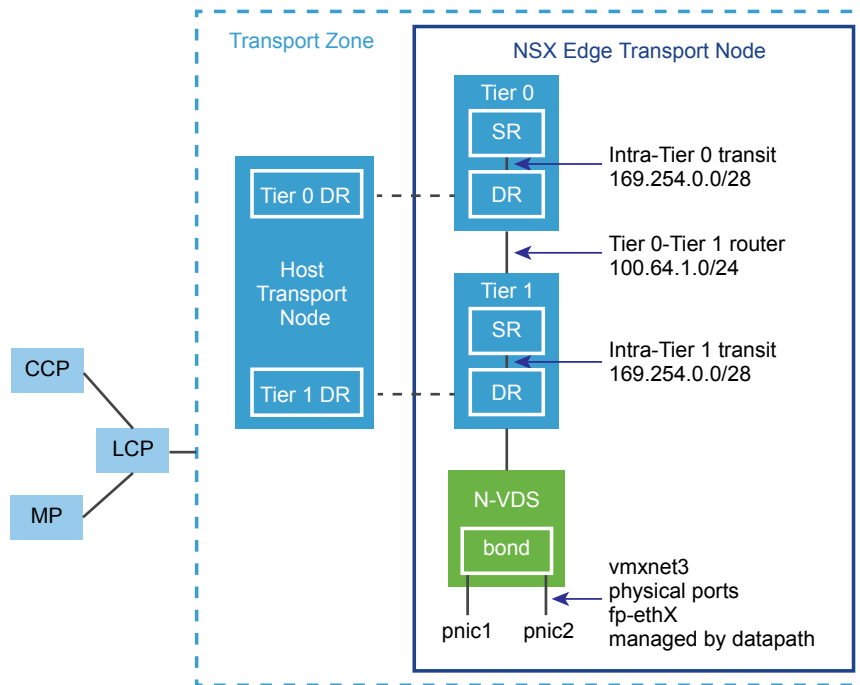 Transport Zone
NSX Edge Transport Node
Tier 0
SR
Intra-Tier 0 transit
169.254.0.0/28
Tier 0 DR
DR
Tier 0-Tier 1 router
100.64.1.0/24
Host
Transport
Node
Tier 1
SR
Intra-Tier 1 transit
169.254.0.0/28
Tier 1 DR
DR
CCP
LCP
MP
N-VDS
bond
vmxnet3
physical ports
fp-ethX
managed by datapath
pnic1
pnic2